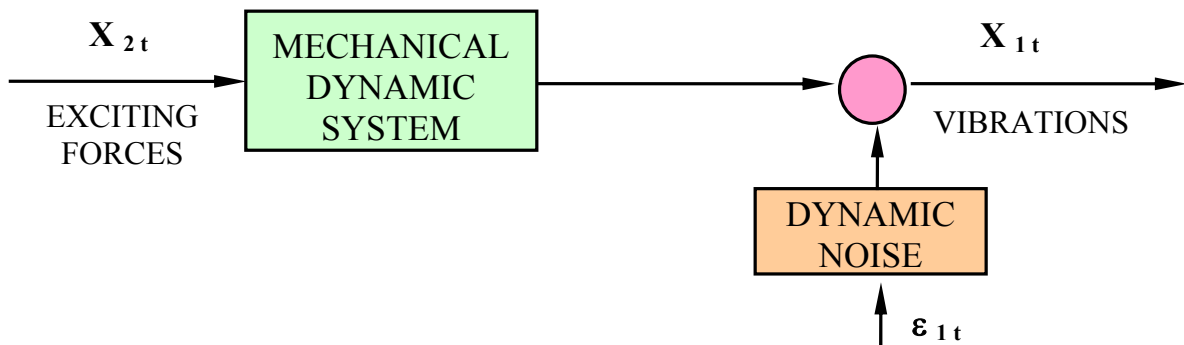 X 2 t
EXCITING
FORCES
MECHANICAL
DYNAMIC
SYSTEM
X 1 t
VIBRATIONS
DYNAMIC
NOISE
ε 1 t